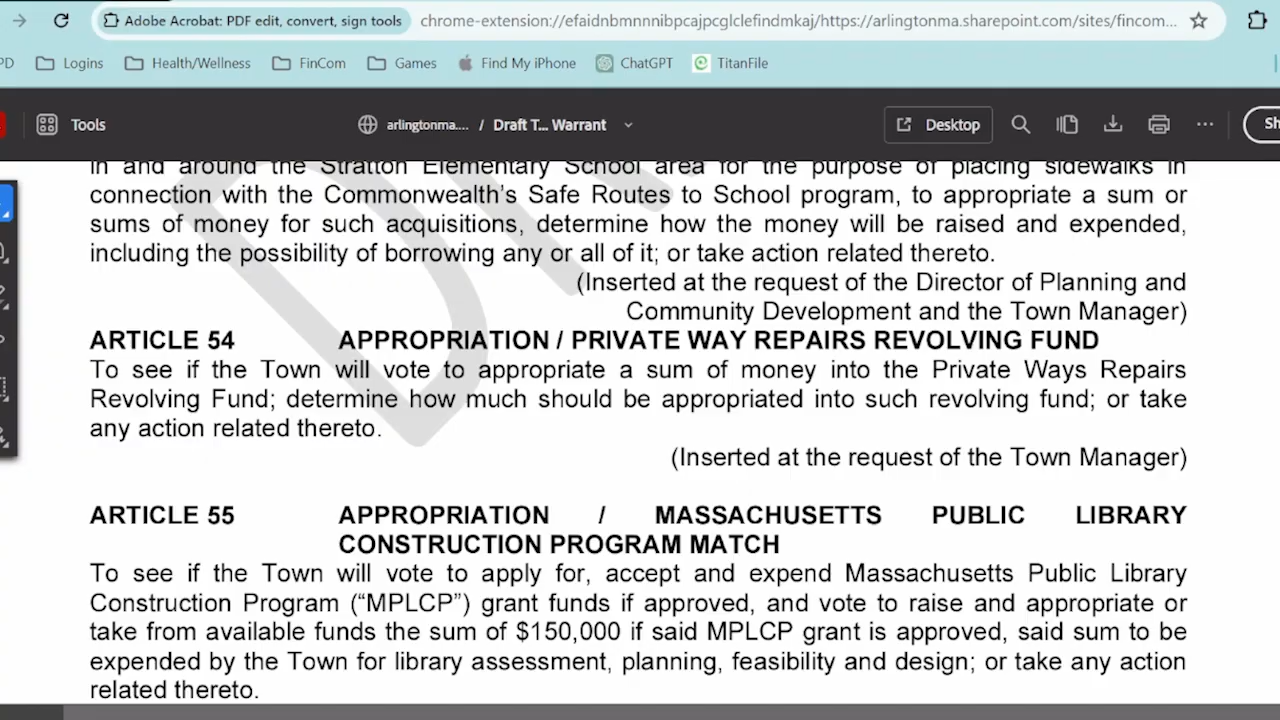 Adobe Acrobat: PDF edit, convert, sign tools chrome-extension://efaidnbmnnnibpcajpcglclefindmkaj/https://arlingtonma.sharepoint.com/sites/fincom...
PD Logins Health/Wellness FinCom Games Find My iPhone ChatGPT TitanFile
Tools arlingtonma.... / Draft T... Warrant Desktop Sh
in and around the Stratton Elementary School area for the purpose of placing sidewalks in
connection with the Commonwealth's Safe Routes to School program, to appropriate a sum or
sums of money for such acquisitions, determine how the money will be raised and expended,
including the possibility of borrowing any or all of it; or take action related thereto.
(Inserted at the request of the Director of Planning and
Community Development and the Town Manager)
ARTICLE 54 APPROPRIATION / PRIVATE WAY REPAIRS REVOLVING FUND
To see if the Town will vote to appropriate a sum of money into the Private Ways Repairs
Revolving Fund; determine how much should be appropriated into such revolving fund; or take
any action related thereto.
(Inserted at the request of the Town Manager)
ARTICLE 55 APPROPRIATION / MASSACHUSETTS PUBLIC LIBRARY
CONSTRUCTION PROGRAM MATCH
To see if the Town will vote to apply for, accept and expend Massachusetts Public Library
Construction Program ("MPLCP") grant funds if approved, and vote to raise and appropriate or
take from available funds the sum of $150,000 if said MPLCP grant is approved, said sum to be
expended by the Town for library assessment, planning, feasibility and design; or take any action
related thereto.